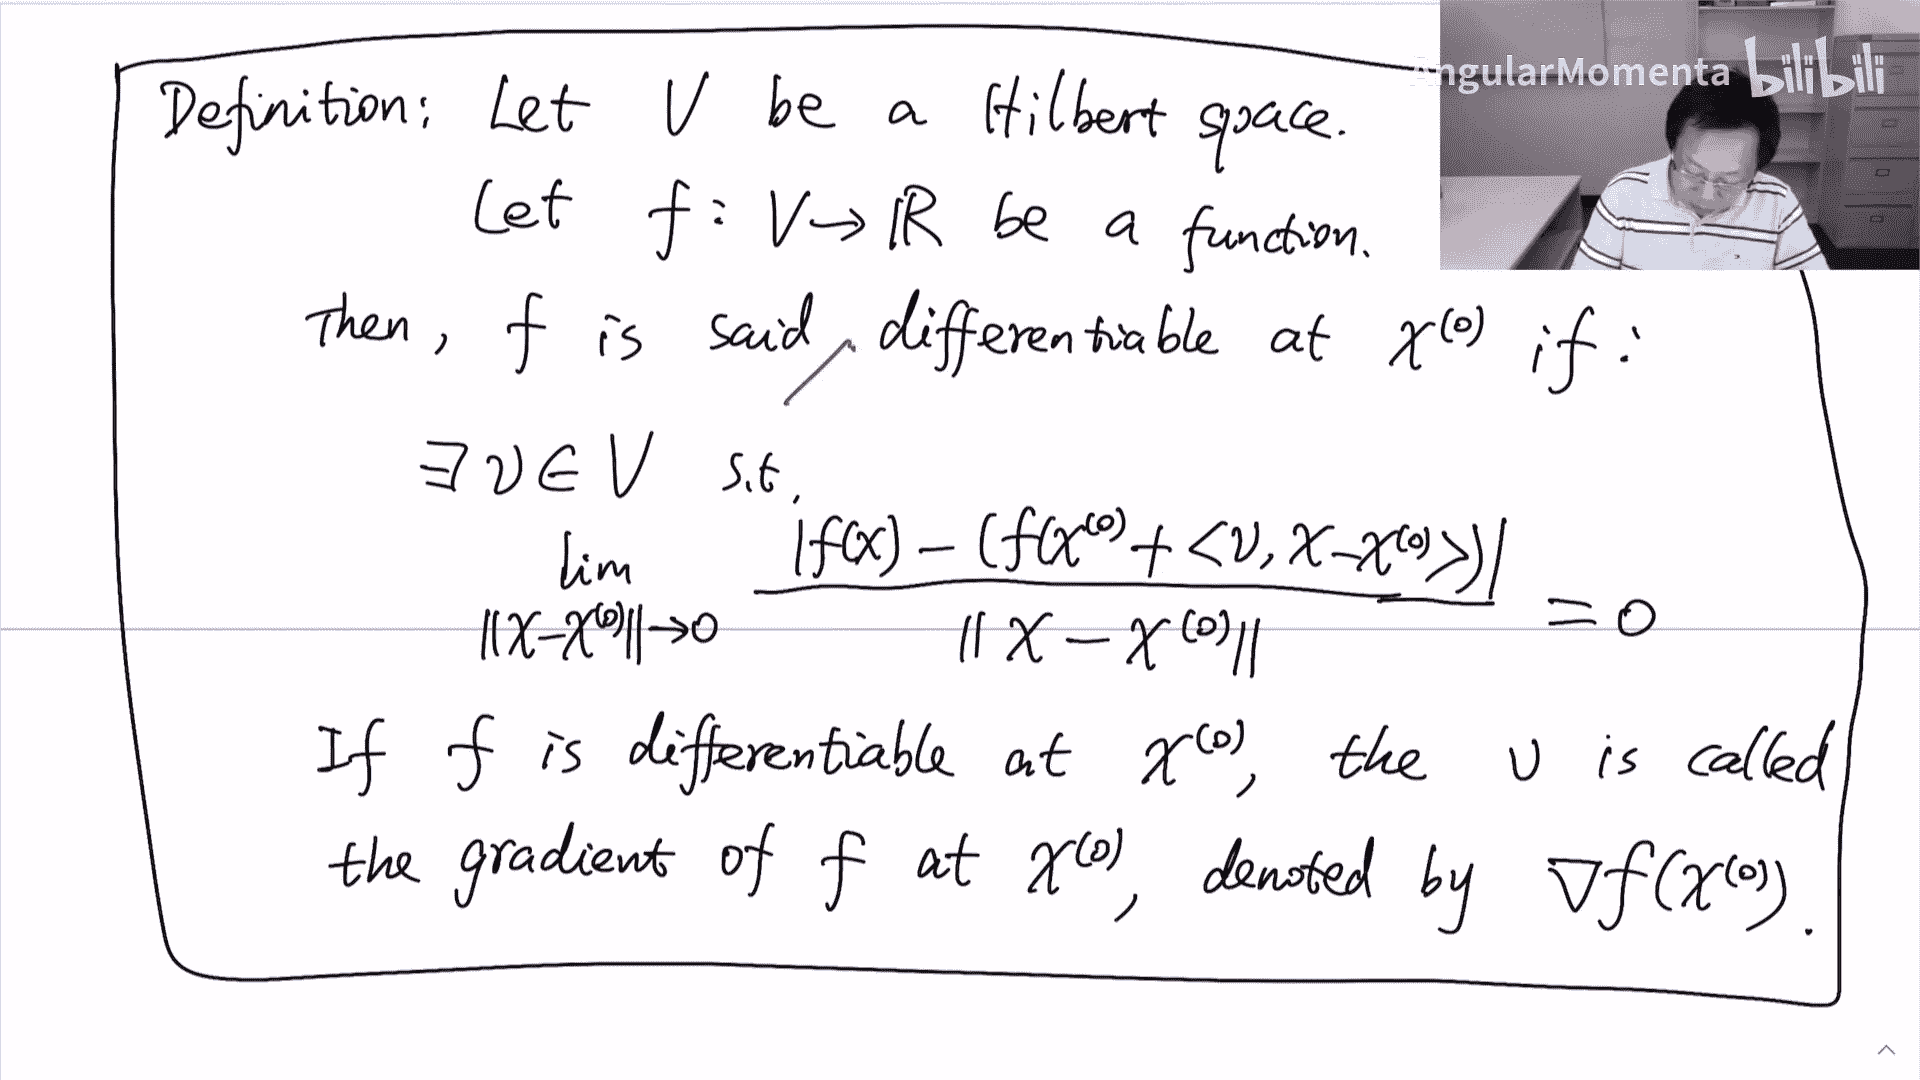 AngularMomenta bilibili
Definition: Let V be a Hilbert space.
Let f: V→ℝ be a function.
Then, f is said differentiable at x⁽⁰⁾ if:
∃ v ∈ V s.t.
lim |f(x) − (f(x⁽⁰⁾ + <v, x−x⁽⁰⁾>)|
‖x−x⁽⁰⁾‖→0 ‖x − x⁽⁰⁾‖ = 0
If f is differentiable at x⁽⁰⁾, the v is called
the gradient of f at x⁽⁰⁾, denoted by ∇f(x⁽⁰⁾).